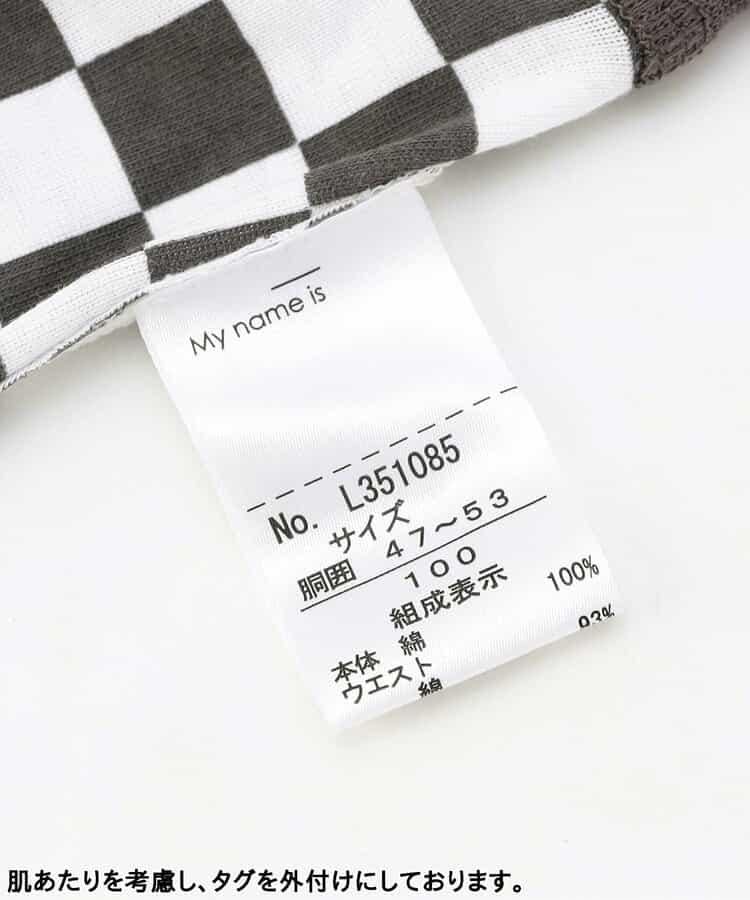 My name is
No. L351085
サイズ
胴囲 47～53
100
組成表示
本体 綿 100%
ウエスト
綿 93%
肌あたりを考慮し、タグを外付けにしております。